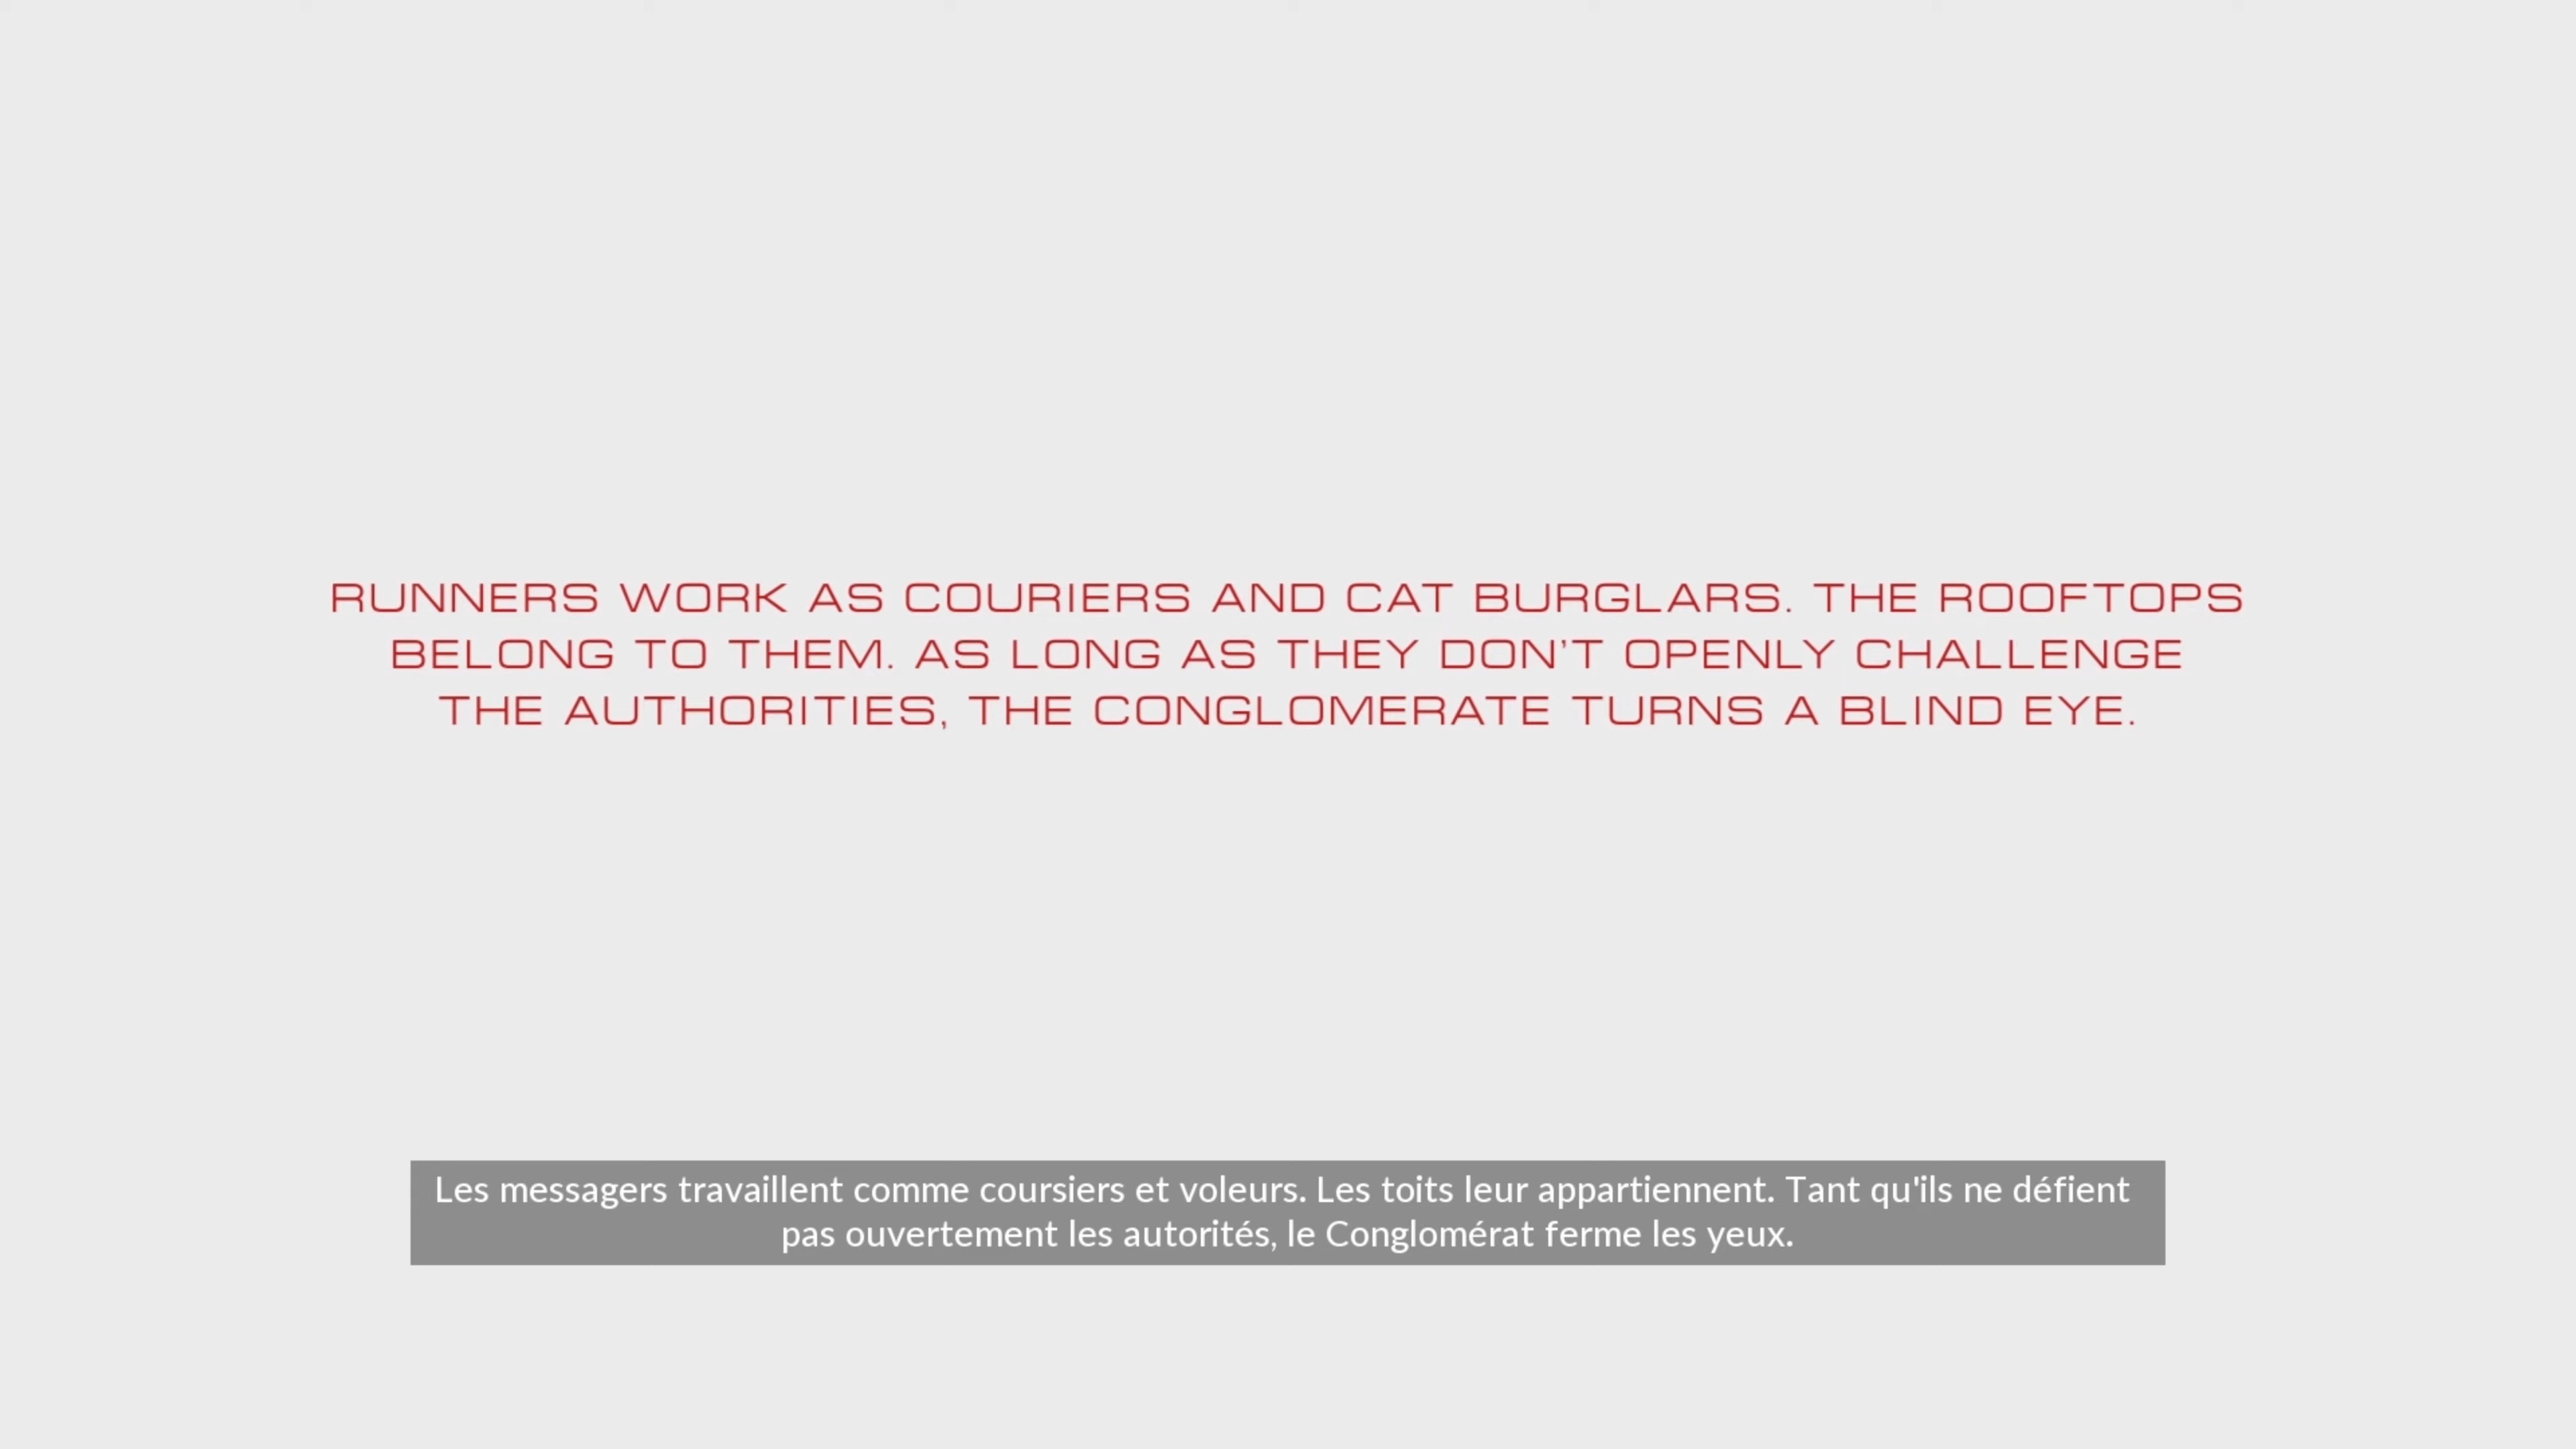 RUNNERS WORK AS COURIERS AND CAT BURGLARS. THE ROOFTOPS
BELONG TO THEM. AS LONG AS THEY DON’T OPENLY CHALLENGE
THE AUTHORITIES, THE CONGLOMERATE TURNS A BLIND EYE.
Les messagers travaillent comme coursiers et voleurs. Les toits leur appartiennent. Tant qu'ils ne défient
pas ouvertement les autorités, le Conglomérat ferme les yeux.